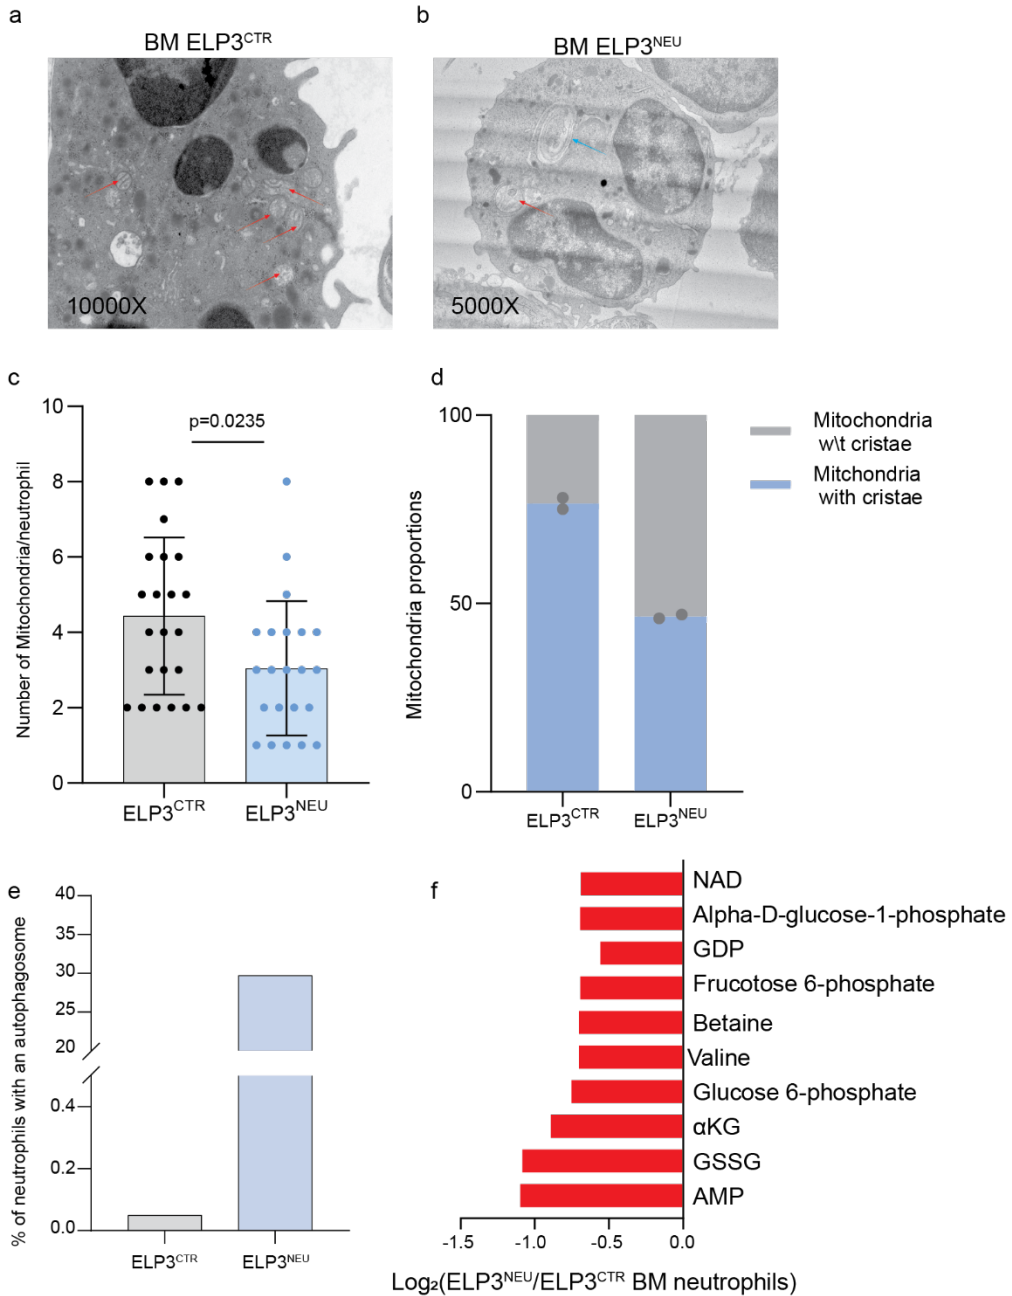 a
BM ELP3CTR
10000X
b
BM ELP3NEU
5000X
c
Number of Mitochondria/neutrophil
10
8
6
4
2
0
p=0.0235
ELP3CTR
ELP3NEU
d
Mitochondria proportions
100
50
0
ELP3CTR
ELP3NEU
Mitochondria
w\t cristae
Mitchondria
with cristae
e
% of neutrophils with an autophagosome
40
35
30
25
20
0.4
0.2
0.0
ELP3CTR
ELP3NEU
f
NAD
Alpha-D-glucose-1-phosphate
GDP
Frucotose 6-phosphate
Betaine
Valine
Glucose 6-phosphate
αKG
GSSG
AMP
-1.5
-1.0
-0.5
0.0
Log₂(ELP3NEU/ELP3CTR BM neutrophils)